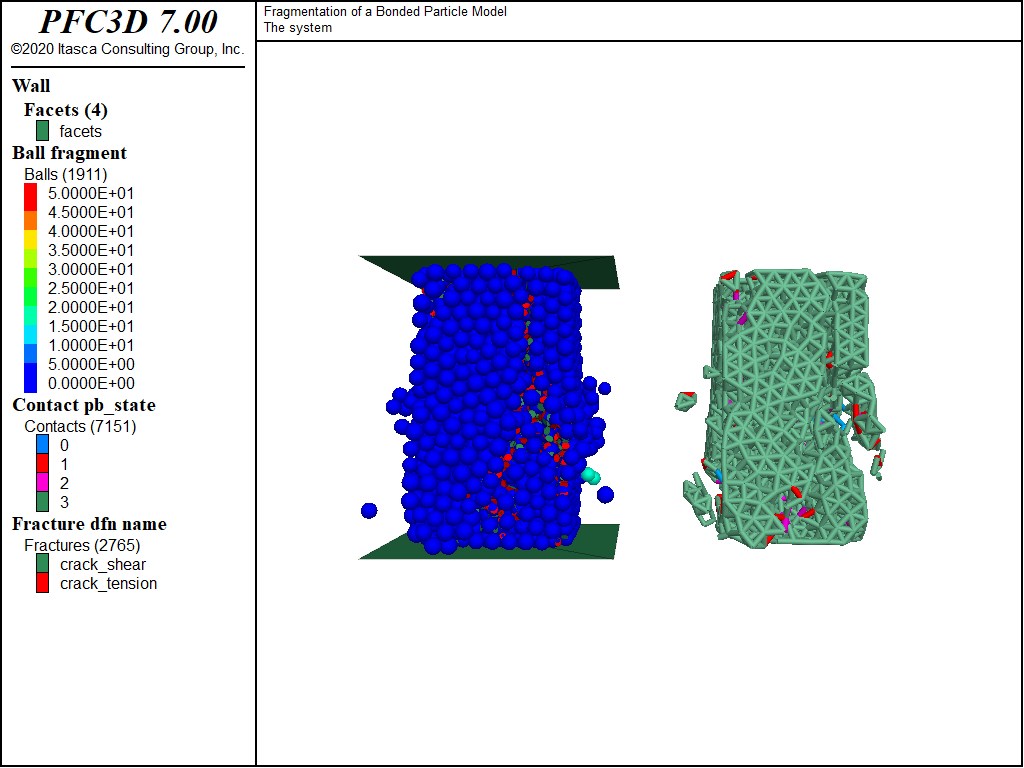 PFC3D 7.00
©2020 Itasca Consulting Group, Inc.
Wall
Facets (4)
facets
Ball fragment
Balls (1911)
5.0000E+01
4.5000E+01
4.0000E+01
3.5000E+01
3.0000E+01
2.5000E+01
2.0000E+01
1.5000E+01
1.0000E+01
5.0000E+00
0.0000E+00
Contact pb_state
Contacts (7151)
0
1
2
3
Fracture dfn name
Fractures (2765)
crack_shear
crack_tension
Fragmentation of a Bonded Particle Model
The system